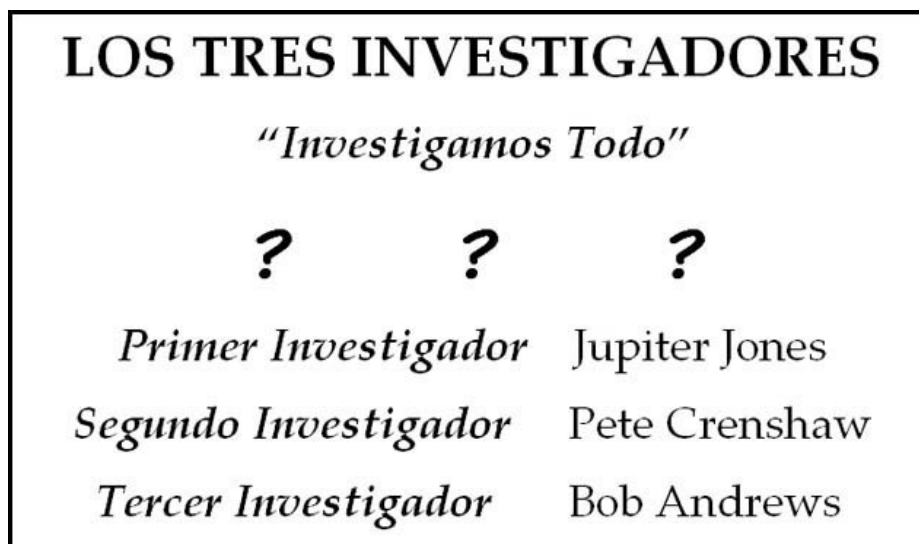 LOS TRES INVESTIGADORES
“Investigamos Todo”
? ? ?
Primer Investigador Jupiter Jones
Segundo Investigador Pete Crenshaw
Tercer Investigador Bob Andrews